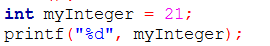 int myInteger = 21;
printf("%d", myInteger);